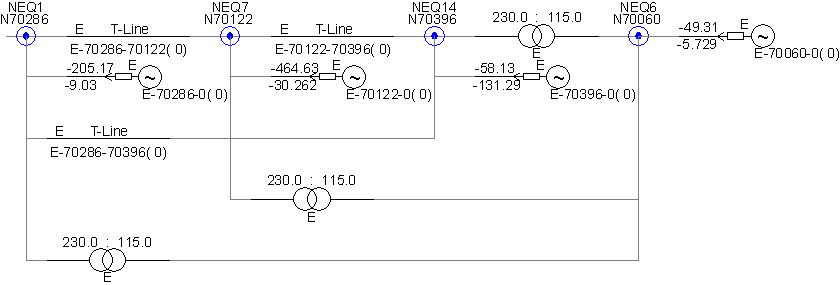 NEQ1 NEQ7 NEQ14 NEQ6
N70286 N70122 N70396 N70060
230.0 : 115.0
E T-Line E T-Line E
E-70286-70122( 0) E-70122-70396( 0)
-49.31 E
-5.729
E-70060-0( 0)
-205.17 E
-9.03
E-70286-0( 0)
-464.63 E
-30.262
E-70122-0( 0)
-58.13 E
-131.29
E-70396-0( 0)
E T-Line
E-70286-70396( 0)
230.0 : 115.0
E
230.0 : 115.0
E